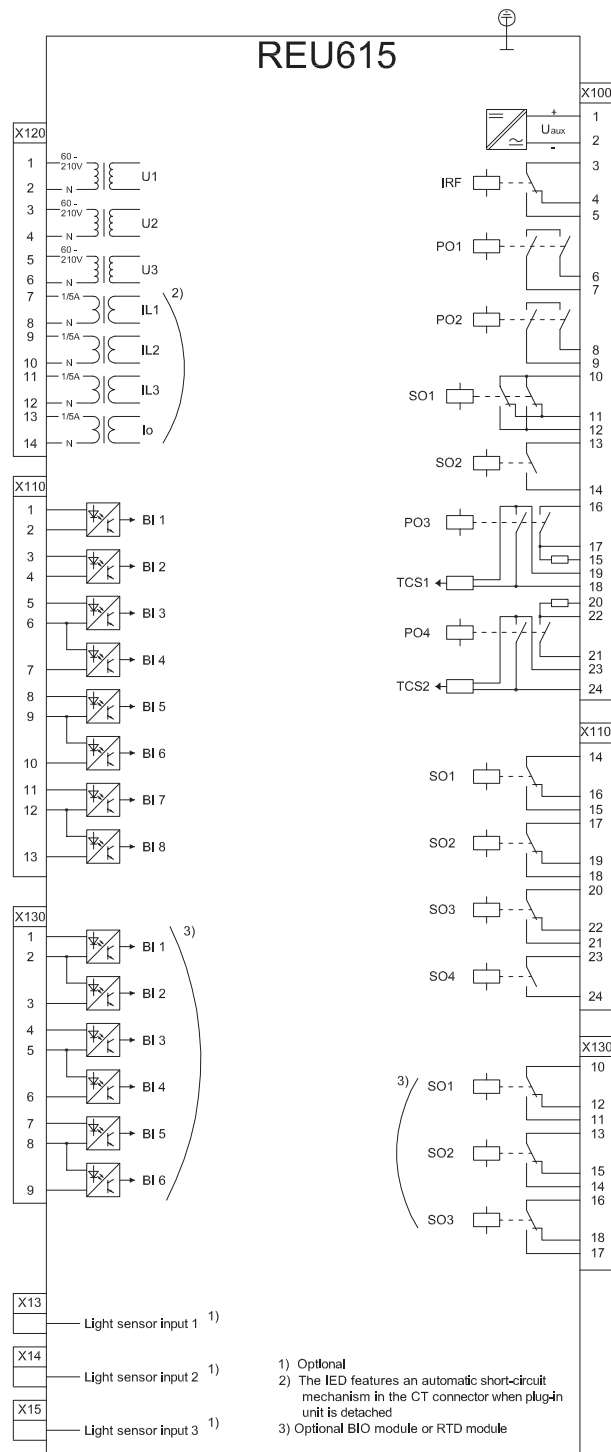 REU615
X120
1 60 - 210V U1
2 N
3 60 - 210V U2
4 N
5 60 - 210V U3
6 N
7 1/5A IL1 2)
8 N
9 1/5A IL2
10 N
11 1/5A IL3
12 N
13 1/5A Io
14 N
X110
1 BI 1
2
3 BI 2
4
5 BI 3
6
BI 4
7
8 BI 5
9
BI 6
10
11 BI 7
12
BI 8
13
X130 3)
1 BI 1
2
BI 2
3
4 BI 3
5
BI 4
6
7 BI 5
8
BI 6
9
X13
Light sensor input 1 1)
X14
Light sensor input 2 1)
X15
Light sensor input 3 1)
X100
+ 1
Uaux
- 2
3
IRF
4
5
PO1
6
7
PO2
8
9
10
SO1
11
12
13
SO2
14
16
PO3
17
15
19
TCS1 18
20
22
PO4
21
23
TCS2 24
X110
14
SO1
16
15
17
SO2
19
18
20
SO3
22
21
23
SO4
24
X130
10
3) SO1
12
11
13
SO2
15
14
16
SO3
18
17
1) Optional
2) The IED features an automatic short-circuit
mechanism in the CT connector when plug-in
unit is detached
3) Optional BIO module or RTD module